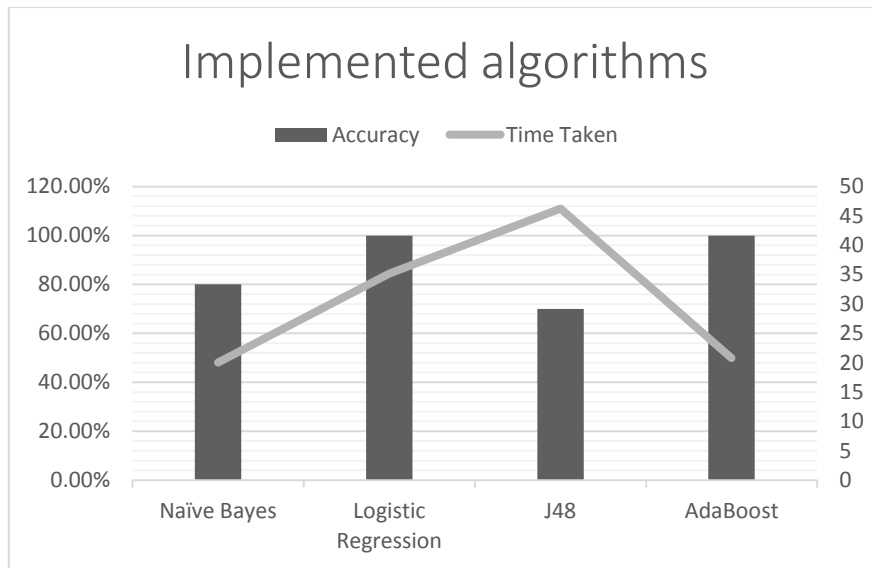 Implemented algorithms
Accuracy Time Taken
120.00% 50
45
100.00% 40
80.00% 35
30
60.00% 25
40.00% 20
15
20.00% 10
5
0.00% 0
Naïve Bayes Logistic J48 AdaBoost
Regression